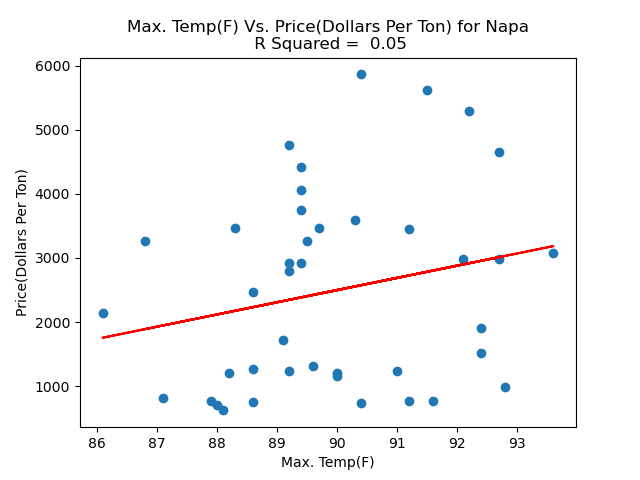 Max. Temp(F) Vs. Price(Dollars Per Ton) for Napa
R Squared =  0.05
6000
5000
4000
3000
2000
1000
Price(Dollars Per Ton)
86 87 88 89 90 91 92 93
Max. Temp(F)